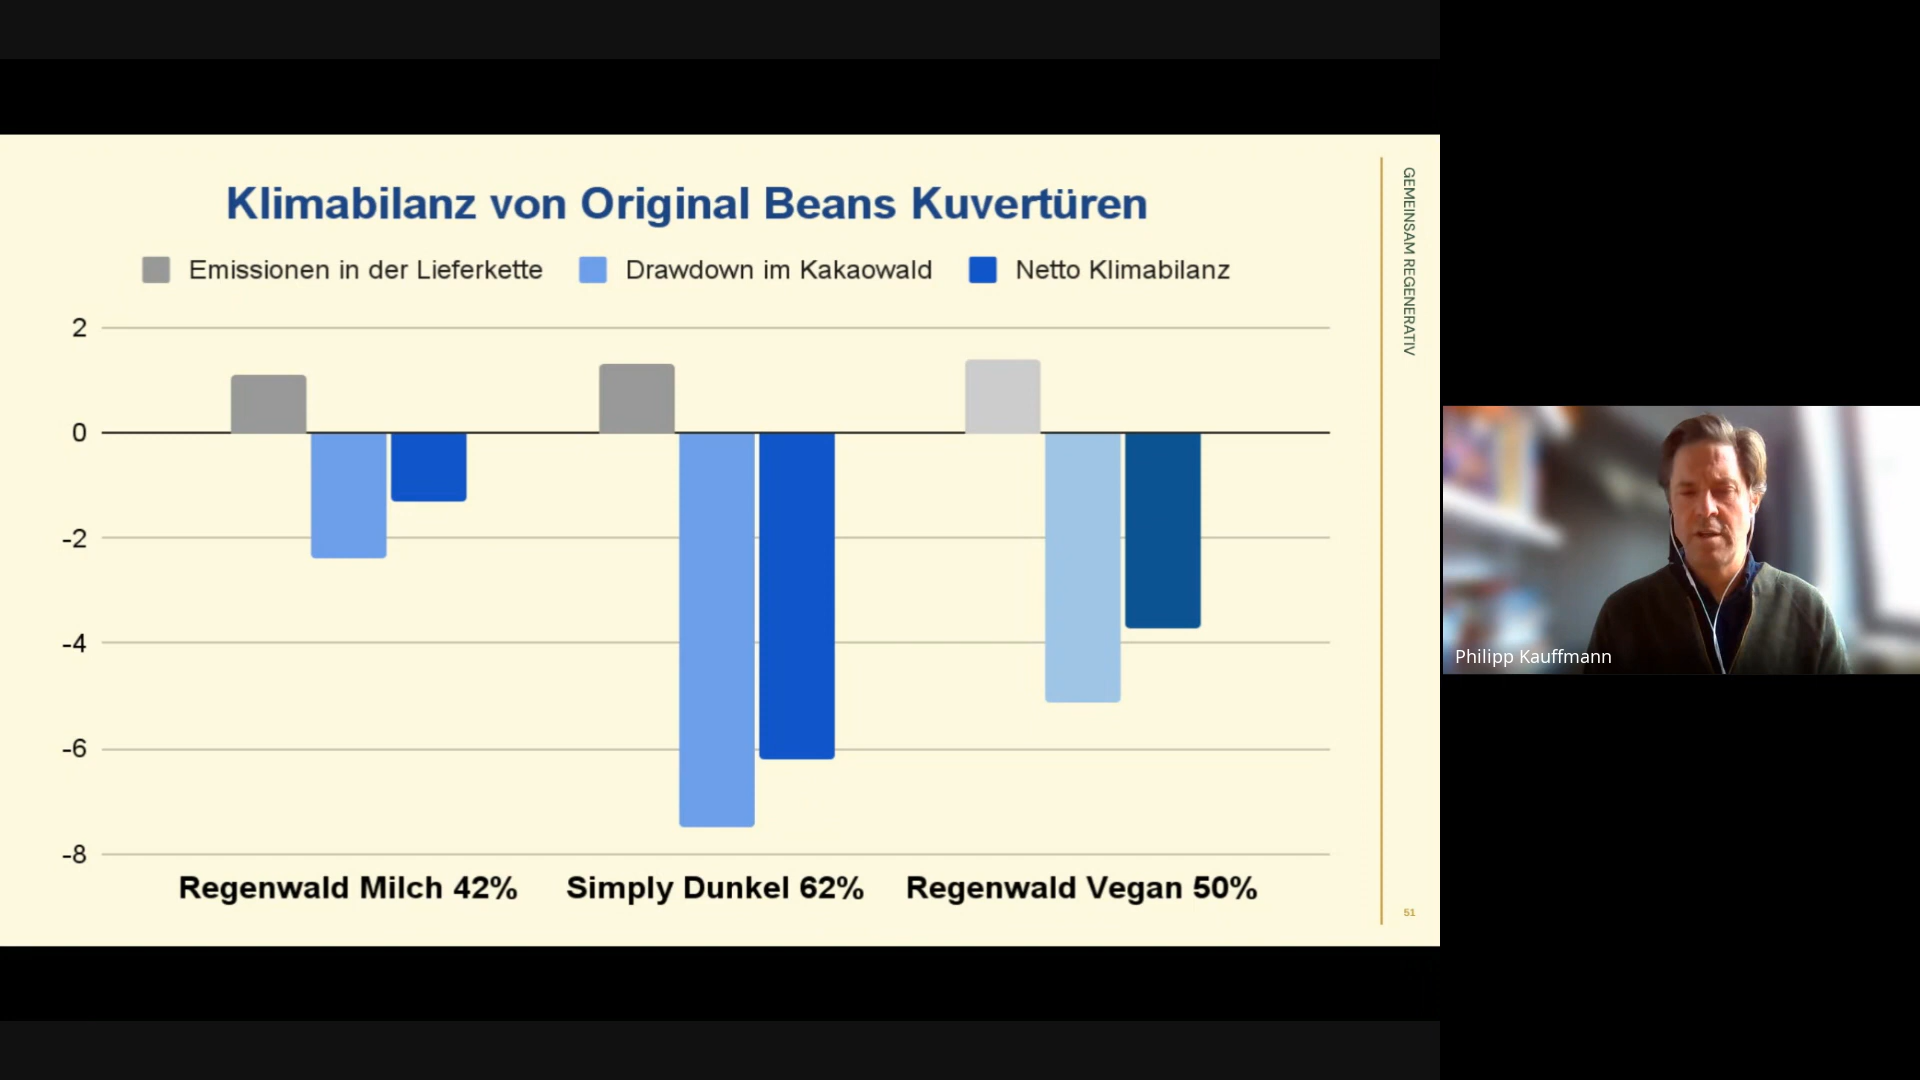 Klimabilanz von Original Beans Kuvertüren
Emissionen in der Lieferkette
Drawdown im Kakaowald
Netto Klimabilanz
2
0
-2
-4
-6
-8
Regenwald Milch 42%
Simply Dunkel 62%
Regenwald Vegan 50%
GEMEINSAM REGENERATIV
51
Philipp Kauffmann